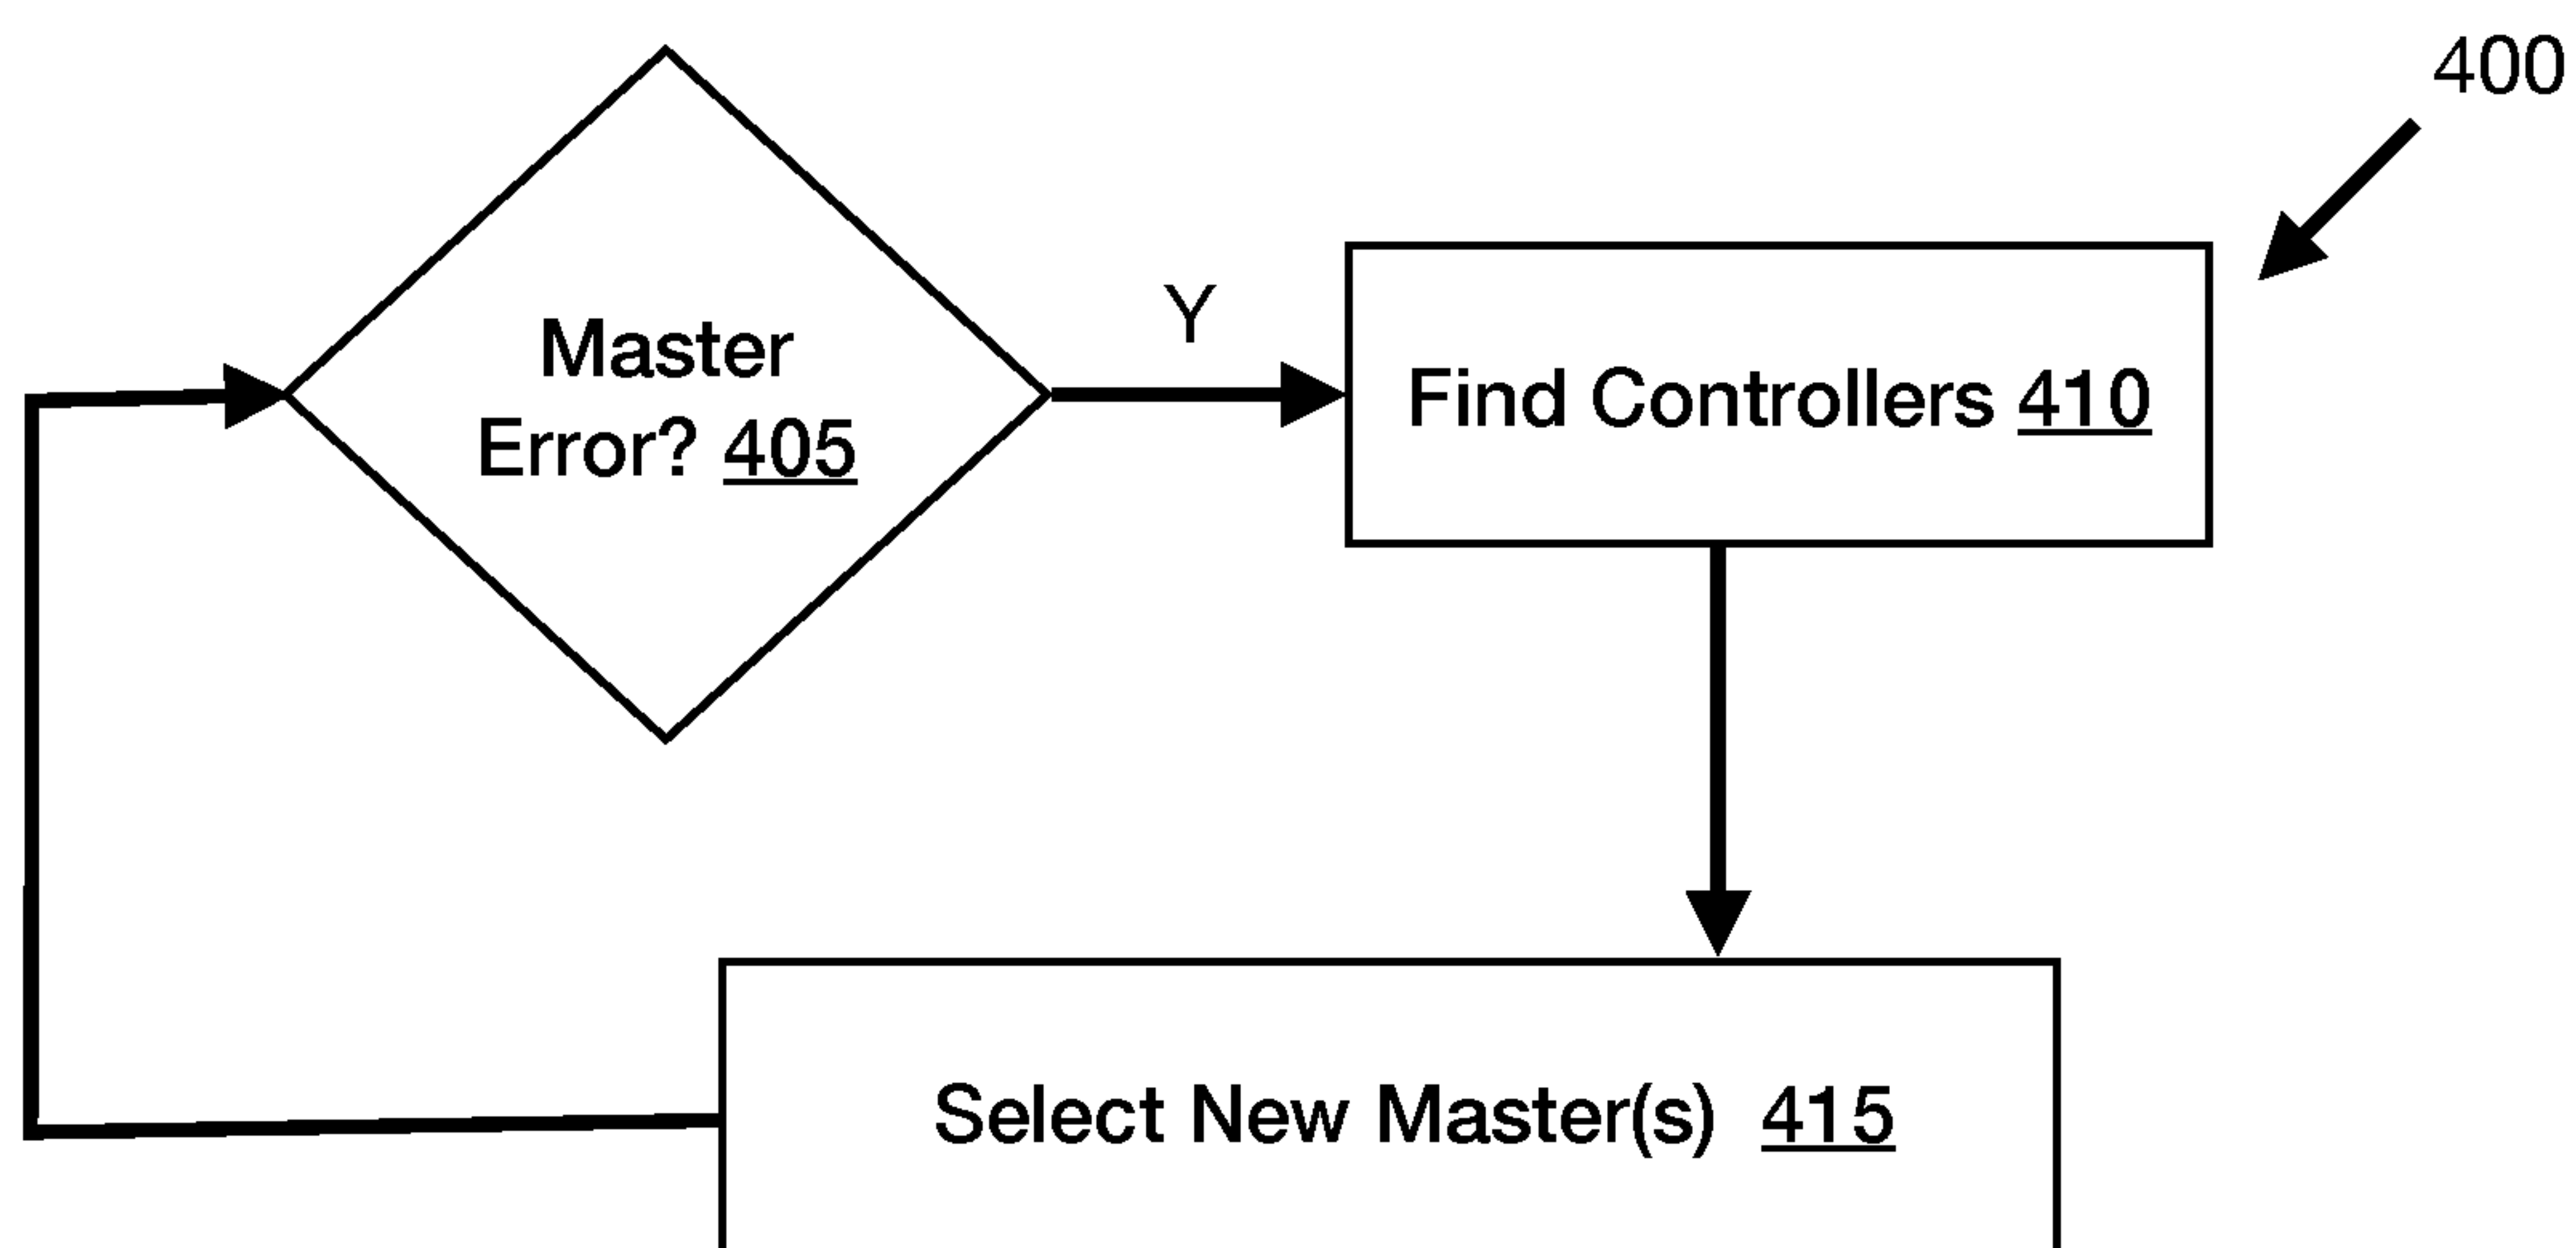 400
Y
Master
Error? 405
Find Controllers 410
Select New Master(s) 415